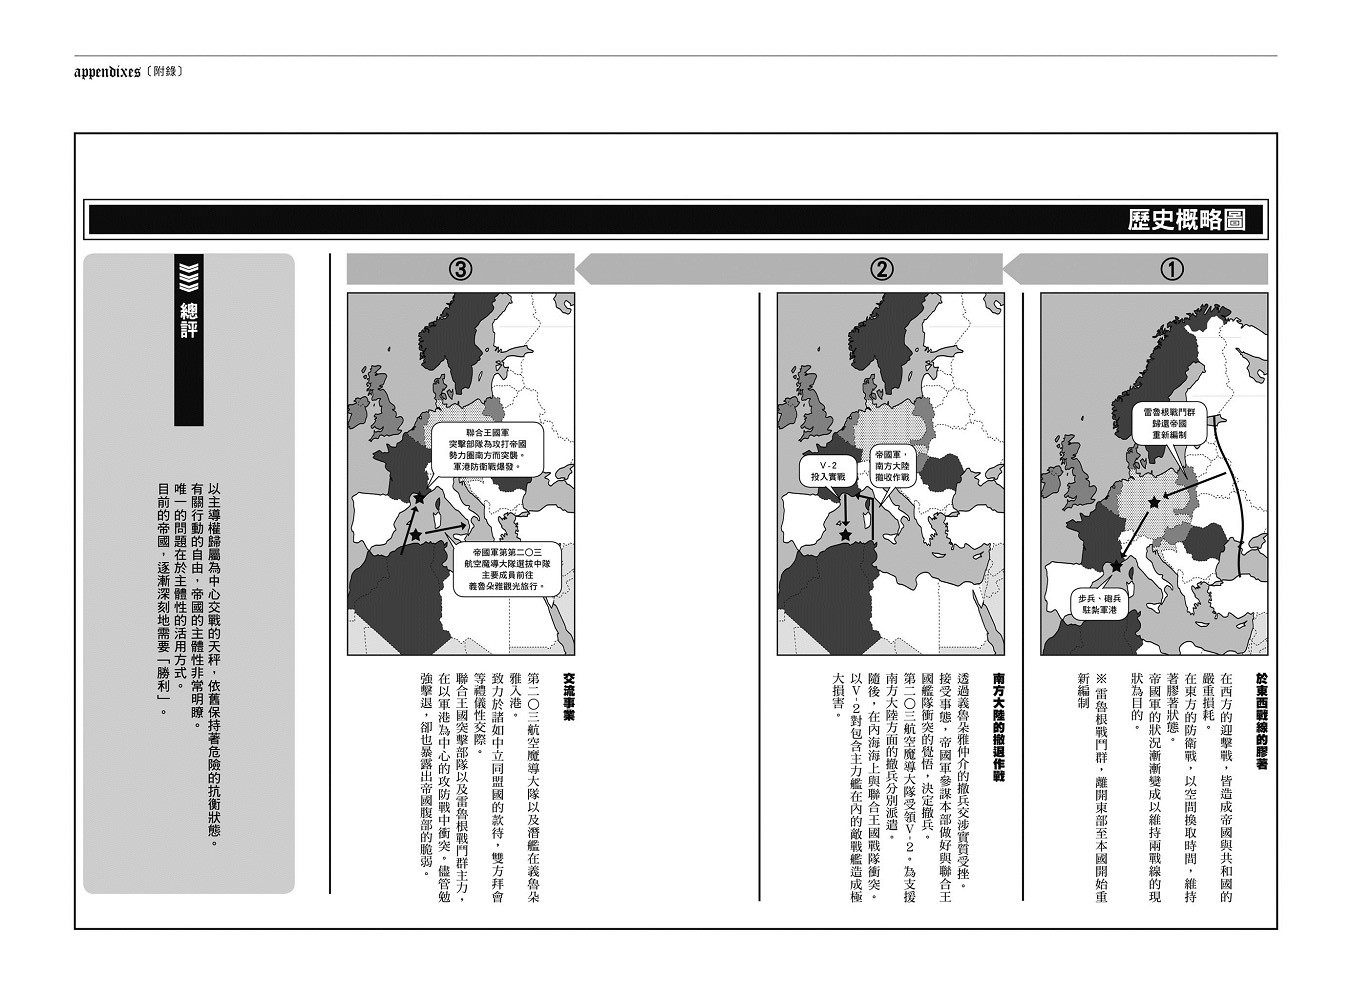 appendixes〔附錄〕
歷史概略圖
①
雷魯根戰鬥群
歸還帝國
重新編制
步兵、砲兵
駐紮軍港
於東西戰線的膠著
在西方的迎擊戰，皆造成帝國與共和國的
嚴重損耗。
在東方的防衛戰，以空間換取時間，維持
著膠著狀態。
帝國軍的狀況漸漸變成以維持兩戰線的現
狀為目的。
※雷魯根戰鬥群，離開東部至本國開始重
新編制
②
帝國軍，
南方大陸
撤收作戰
V-2
投入實戰
南方大陸的撤退作戰
透過義魯朵雅仲介的撤兵交涉實質受挫。
接受事態，帝國軍參謀本部做好與聯合王
國艦隊衝突的覺悟，決定撤兵。
第二〇三航空魔導大隊受領V-2。為支援
南方大陸方面的撤兵分別派遣。
隨後，在內海海上與聯合王國戰隊衝突。
以V-2對包含主力艦在內的敵戰艦造成極
大損害。
③
聯合王國軍
突擊部隊為攻打帝國
勢力圈南方而突襲。
軍港防衛戰爆發。
帝國軍第第二〇三
航空魔導大隊選拔中隊
主要成員前往
義魯朵雅觀光旅行。
交流事業
第二〇三航空魔導大隊以及潛艦在義魯朵
雅入港。
致力於諸如中立同盟國的款待，雙方拜會
等禮儀性交際。
聯合王國突擊部隊以及雷魯根戰鬥群主力，
在以軍港為中心的攻防戰中衝突。儘管勉
強擊退，卻也暴露出帝國腹部的脆弱。
總評
以主導權歸屬為中心交戰的天秤，依舊保持著危險的抗衡狀態。
有關行動的自由，帝國的主體性非常明瞭。
唯一的問題在於主體性的活用方式。
目前的帝國，逐漸深刻地需要「勝利」。